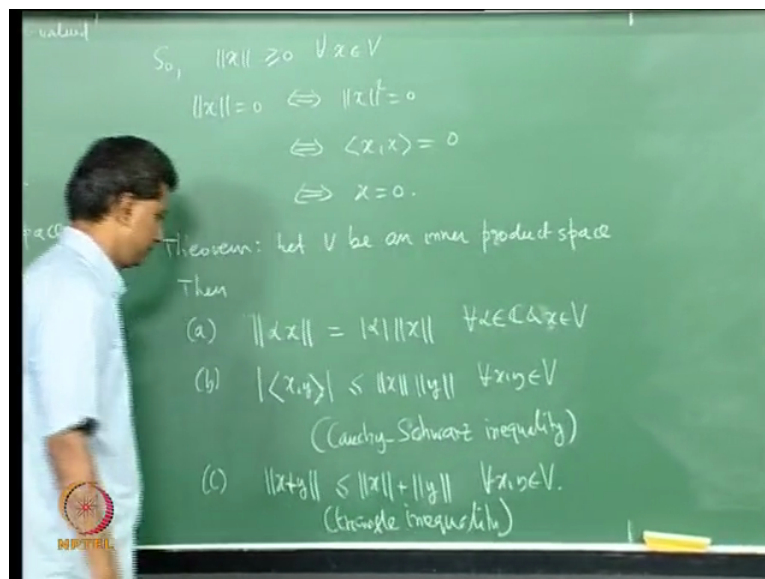 valued
So, ||x|| ⩾ 0 ∀ x ∈ V
||x|| = 0 ⇔ ||x||² = 0
⇔ ⟨x, x⟩ = 0
⇔ x = 0.
pace
Theorem: Let V be an inner product space
Then
(a) ||αx|| = |α| ||x|| ∀ α ∈ ℂ & x ∈ V
(b) |⟨x, y⟩| ⩽ ||x|| ||y|| ∀ x, y ∈ V
(Cauchy-Schwarz inequality)
(c) ||x+y|| ⩽ ||x|| + ||y|| ∀ x, y ∈ V.
(triangle inequality)
NPTEL